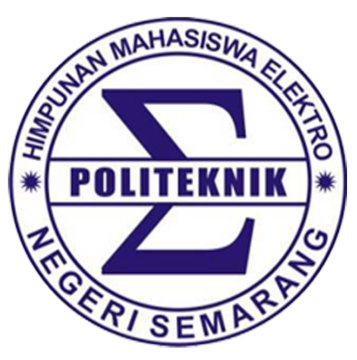 HIMPUNAN MAHASISWA ELEKTRO
Σ
POLITEKNIK
NEGERI SEMARANG